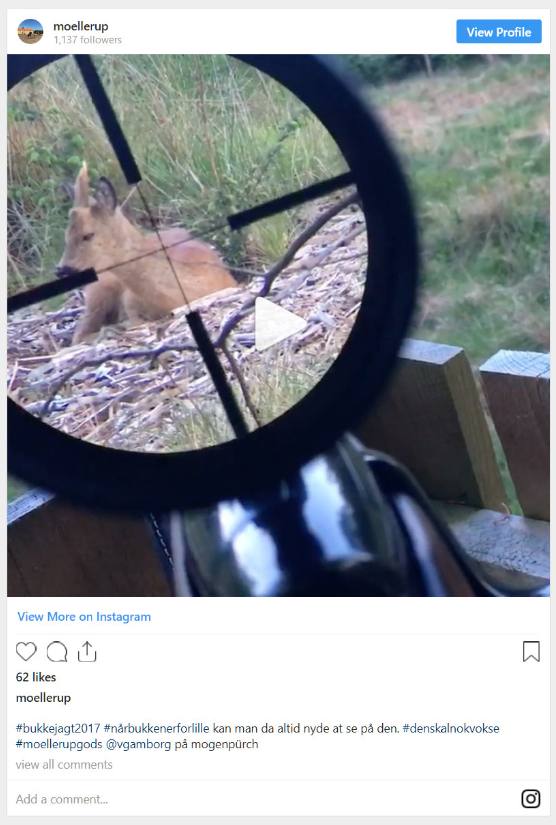 moellerup
1,137 followers
View Profile
View More on Instagram
62 likes
moellerup
#bukkejagt2017 #nårbukkenerforlille kan man da altid nyde at se på den. #denskalnokvokse
#moellerupgods @vgamborg på mogenpürch
view all comments
Add a comment...